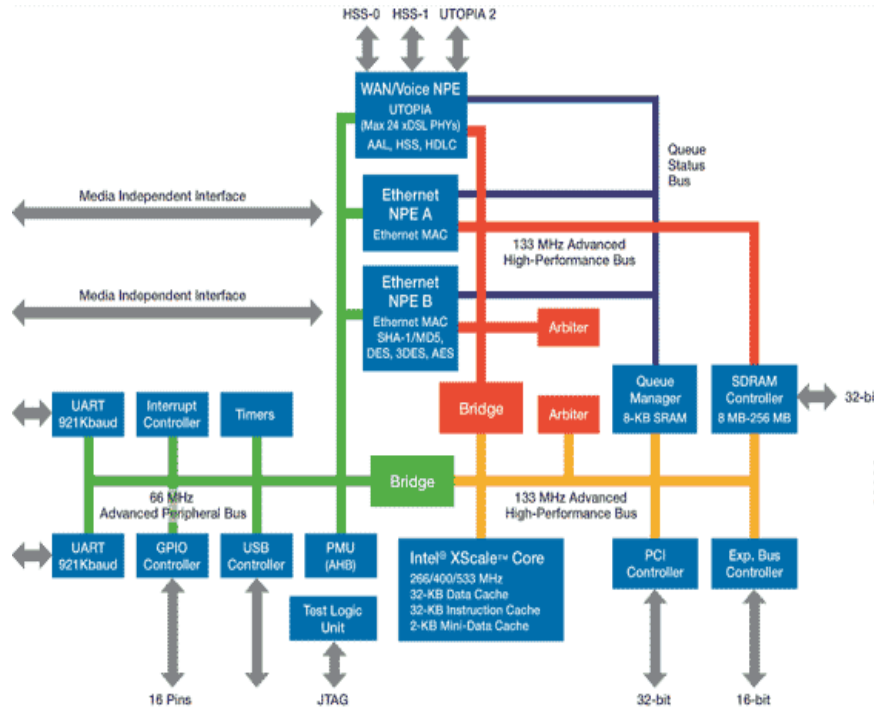 HSS-0 HSS-1 UTOPIA 2
WAN/Voice NPE
UTOPIA
(Max 24 xDSL PHYs)
AAL, HSS, HDLC
Queue
Status
Bus
Media Independent Interface
Ethernet
NPE A
Ethernet MAC
133 MHz Advanced
High-Performance Bus
Media Independent Interface
Ethernet
NPE B
Ethernet MAC
SHA-1/MD5,
DES, 3DES, AES
Arbiter
UART
921Kbaud
Interrupt
Controller
Timers
Bridge
Arbiter
Queue
Manager
8-KB SRAM
SDRAM
Controller
8 MB-256 MB
32-bi
Bridge
66 MHz
Advanced Peripheral Bus
133 MHz Advanced
High-Performance Bus
UART
921Kbaud
GPIO
Controller
USB
Controller
PMU
(AHB)
Intel® XScale™ Core
266/400/533 MHz
32-KB Data Cache
32-KB Instruction Cache
2-KB Mini-Data Cache
PCI
Controller
Exp. Bus
Controller
Test Logic
Unit
16 Pins
JTAG
32-bit
16-bit